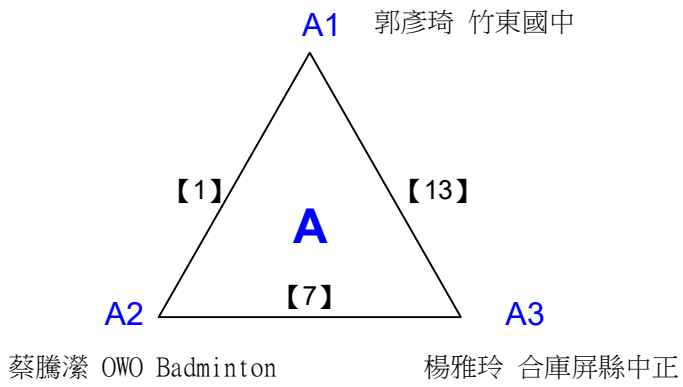 A1 郭彥琦 竹東國中
【1】 【13】
A
【7】
A2 A3
蔡騰瀠 OWO Badminton 楊雅玲 合庫屏縣中正